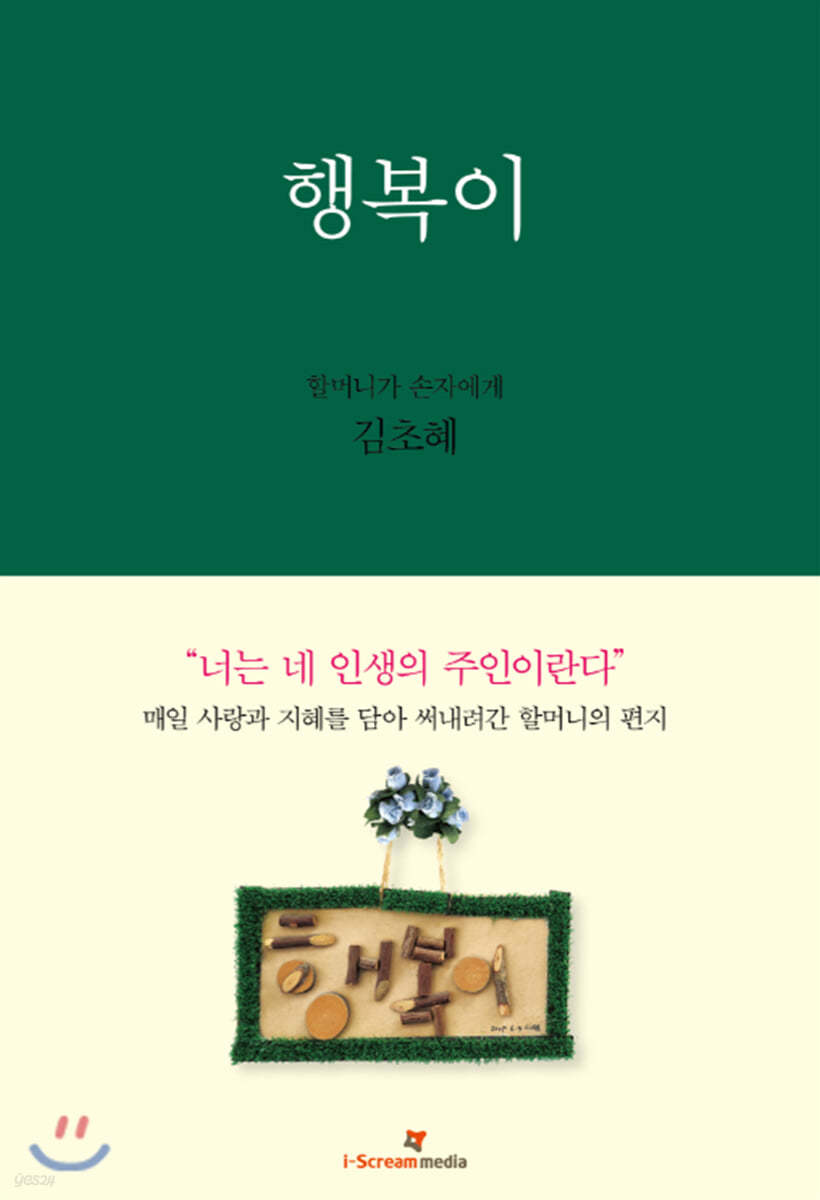 행복이
할머니가 손자에게
김초혜
“너는 네 인생의 주인이란다”
매일 사랑과 지혜를 담아 써내려간 할머니의 편지
행복이
i-Scream media
yes24